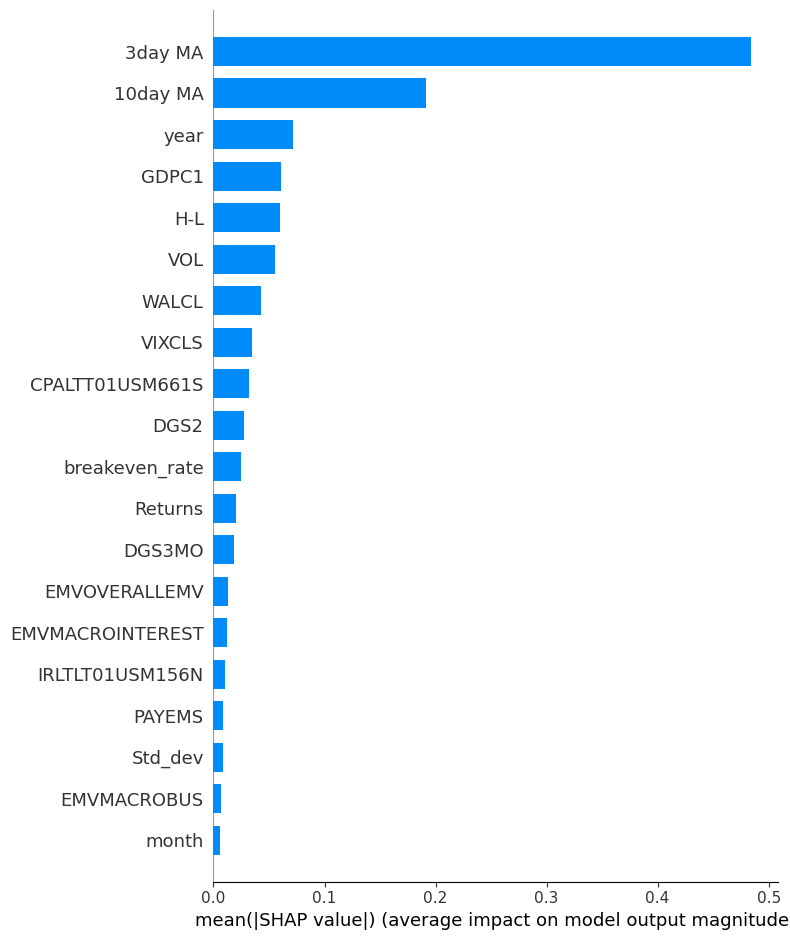 3day MA
10day MA
year
GDPC1
H-L
VOL
WALCL
VIXCLS
CPALTT01USM661S
DGS2
breakeven_rate
Returns
DGS3MO
EMVOVERALLEMV
EMVMACROINTEREST
IRLTLT01USM156N
PAYEMS
Std_dev
EMVMACROBUS
month
0.0 0.1 0.2 0.3 0.4 0.5
mean(|SHAP value|) (average impact on model output magnitude